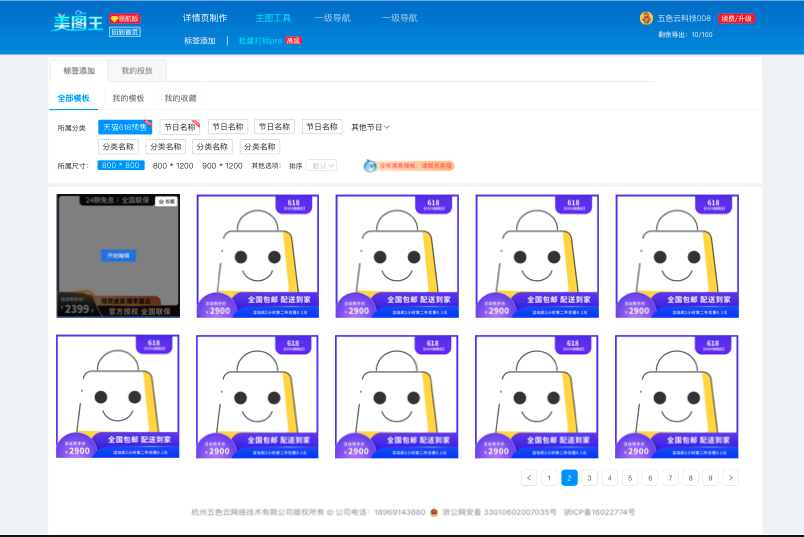 美图王 领航版 详情页制作 主图工具 一级导航 一级导航 五色云科技008 续费/升级
回到首页 标签添加 批量打标pro 高级 剩余导出：10/100
标签添加 我的投放
全部模板 我的模板 我的收藏
所属分类 天猫618预售 节日名称 节日名称 节日名称 节日名称 其他节日
分类名称 分类名称 分类名称 分类名称
所属尺寸： 800 * 800 800 * 1200 900 * 1200 其他选项： 排序 默认 没有满意模板，请联系客服
24期免息 | 全国联保 收藏
618 618 618 618
开始编辑
现货速发 顺丰直达
¥2399 官方授权 全国联保
全国包邮 配送到家 全国包邮 配送到家 全国包邮 配送到家 全国包邮 配送到家
¥2900 ¥2900 ¥2900 ¥2900
618 618 618 618 618
全国包邮 配送到家 全国包邮 配送到家 全国包邮 配送到家 全国包邮 配送到家 全国包邮 配送到家
¥2900 ¥2900 ¥2900 ¥2900 ¥2900
< 1 2 3 4 5 6 7 8 9 >
杭州五色云网络技术有限公司版权所有 © 公司电话：18969143880 浙公网安备 33010602007035号 浙ICP备16022774号